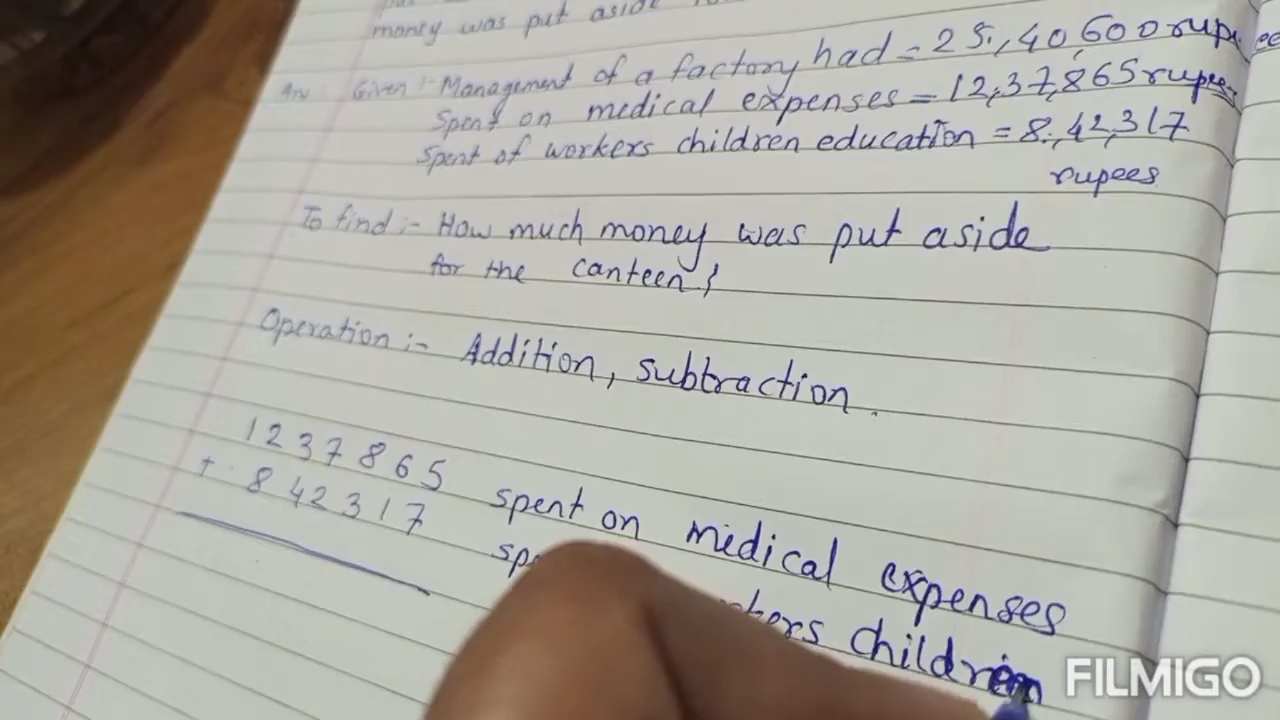 money was put aside
Ans Given :- Management of a factory had = 25,40,600 rupees
Spent on medical expenses = 12,37,865 rupees
Spent of workers children education = 8,42,317
rupees
To find :- How much money was put aside
for the canteen?
Operation :- Addition, subtraction.
1237865 spent on medical expenses
+ 842317
children
FILMIGO